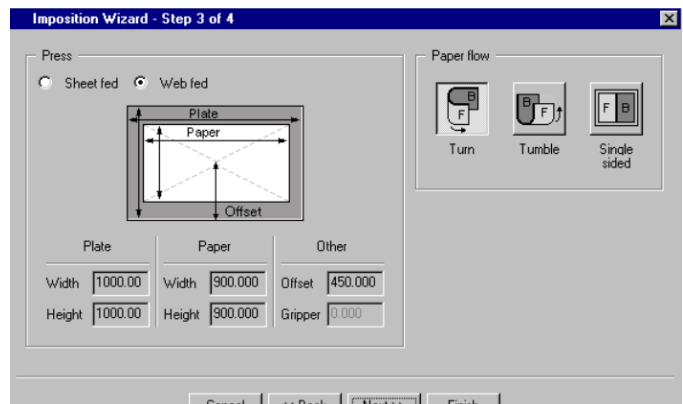 Imposition Wizard - Step 3 of 4
Press
Sheet fed Web fed
Plate
Paper
Offset
Plate Paper Other
Width 1000.00 Width 900.000 Offset 450.000
Height 1000.00 Height 900.000 Gripper 0.000
Paper flow
B B F B
F F
Turn Tumble Single
sided
Cancel << Back Next >> Finish